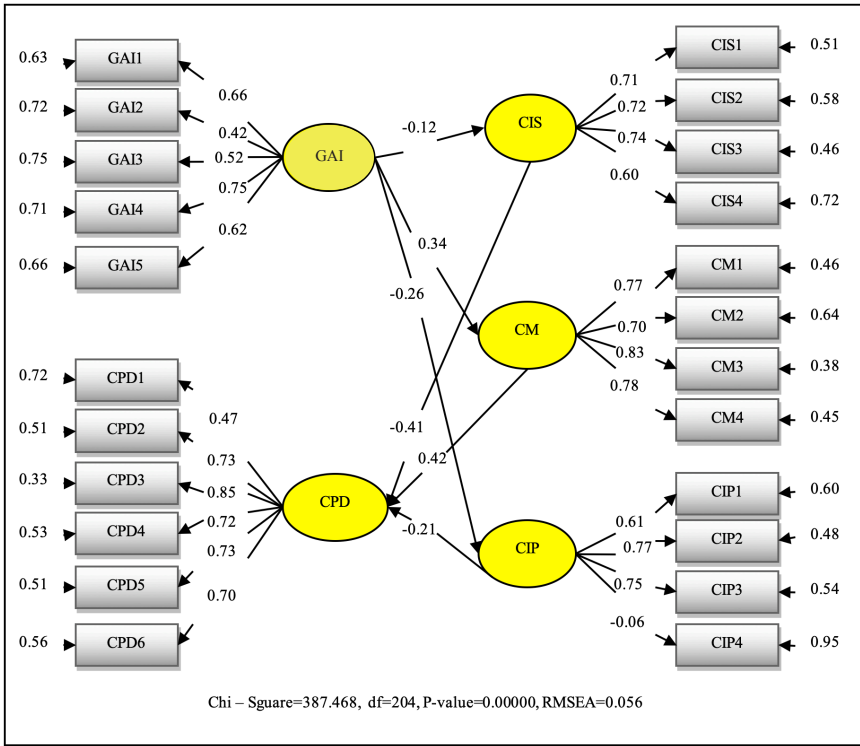 0.63 GAI1 0.66
0.72 GAI2 0.42
0.75 GAI3 0.52
0.71 GAI4 0.75
0.66 GAI5 0.62
GAI
-0.12
0.34
-0.26
CIS
0.71 CIS1 0.51
0.72 CIS2 0.58
0.74 CIS3 0.46
0.60 CIS4 0.72
CM
0.77 CM1 0.46
0.70 CM2 0.64
0.83 CM3 0.38
0.78 CM4 0.45
0.72 CPD1 0.47
0.51 CPD2 0.73
0.33 CPD3 0.85
0.53 CPD4 0.72
0.51 CPD5 0.73
0.56 CPD6 0.70
CPD
-0.41
0.42
-0.21
CIP
0.61 CIP1 0.60
0.77 CIP2 0.48
0.75 CIP3 0.54
-0.06 CIP4 0.95
Chi – Sguare=387.468, df=204, P-value=0.00000, RMSEA=0.056